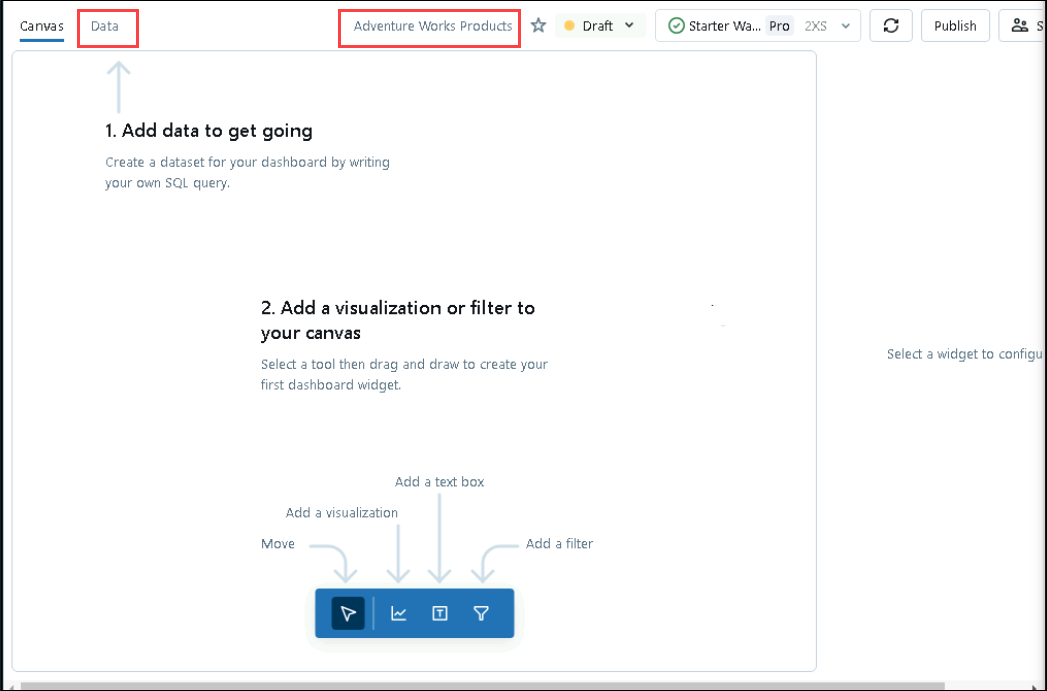 Canvas Data Adventure Works Products Draft Starter Wa... Pro 2XS Publish S
1. Add data to get going
Create a dataset for your dashboard by writing
your own SQL query.
2. Add a visualization or filter to
your canvas
Select a widget to configu
Select a tool then drag and draw to create your
first dashboard widget.
Add a text box
Add a visualization
Move
Add a filter
T